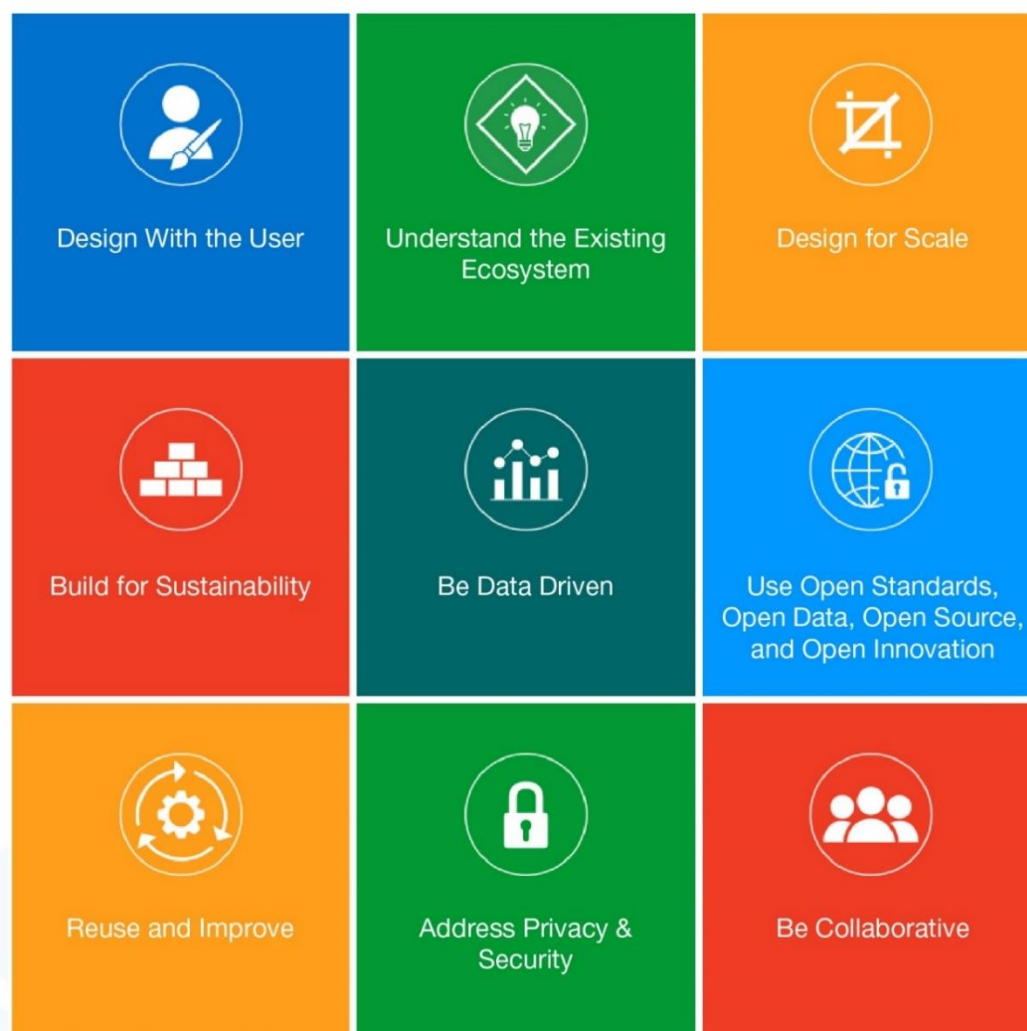 Design With the User
Understand the Existing
Ecosystem
Design for Scale
Build for Sustainability
Be Data Driven
Use Open Standards,
Open Data, Open Source,
and Open Innovation
Reuse and Improve
Address Privacy &
Security
Be Collaborative